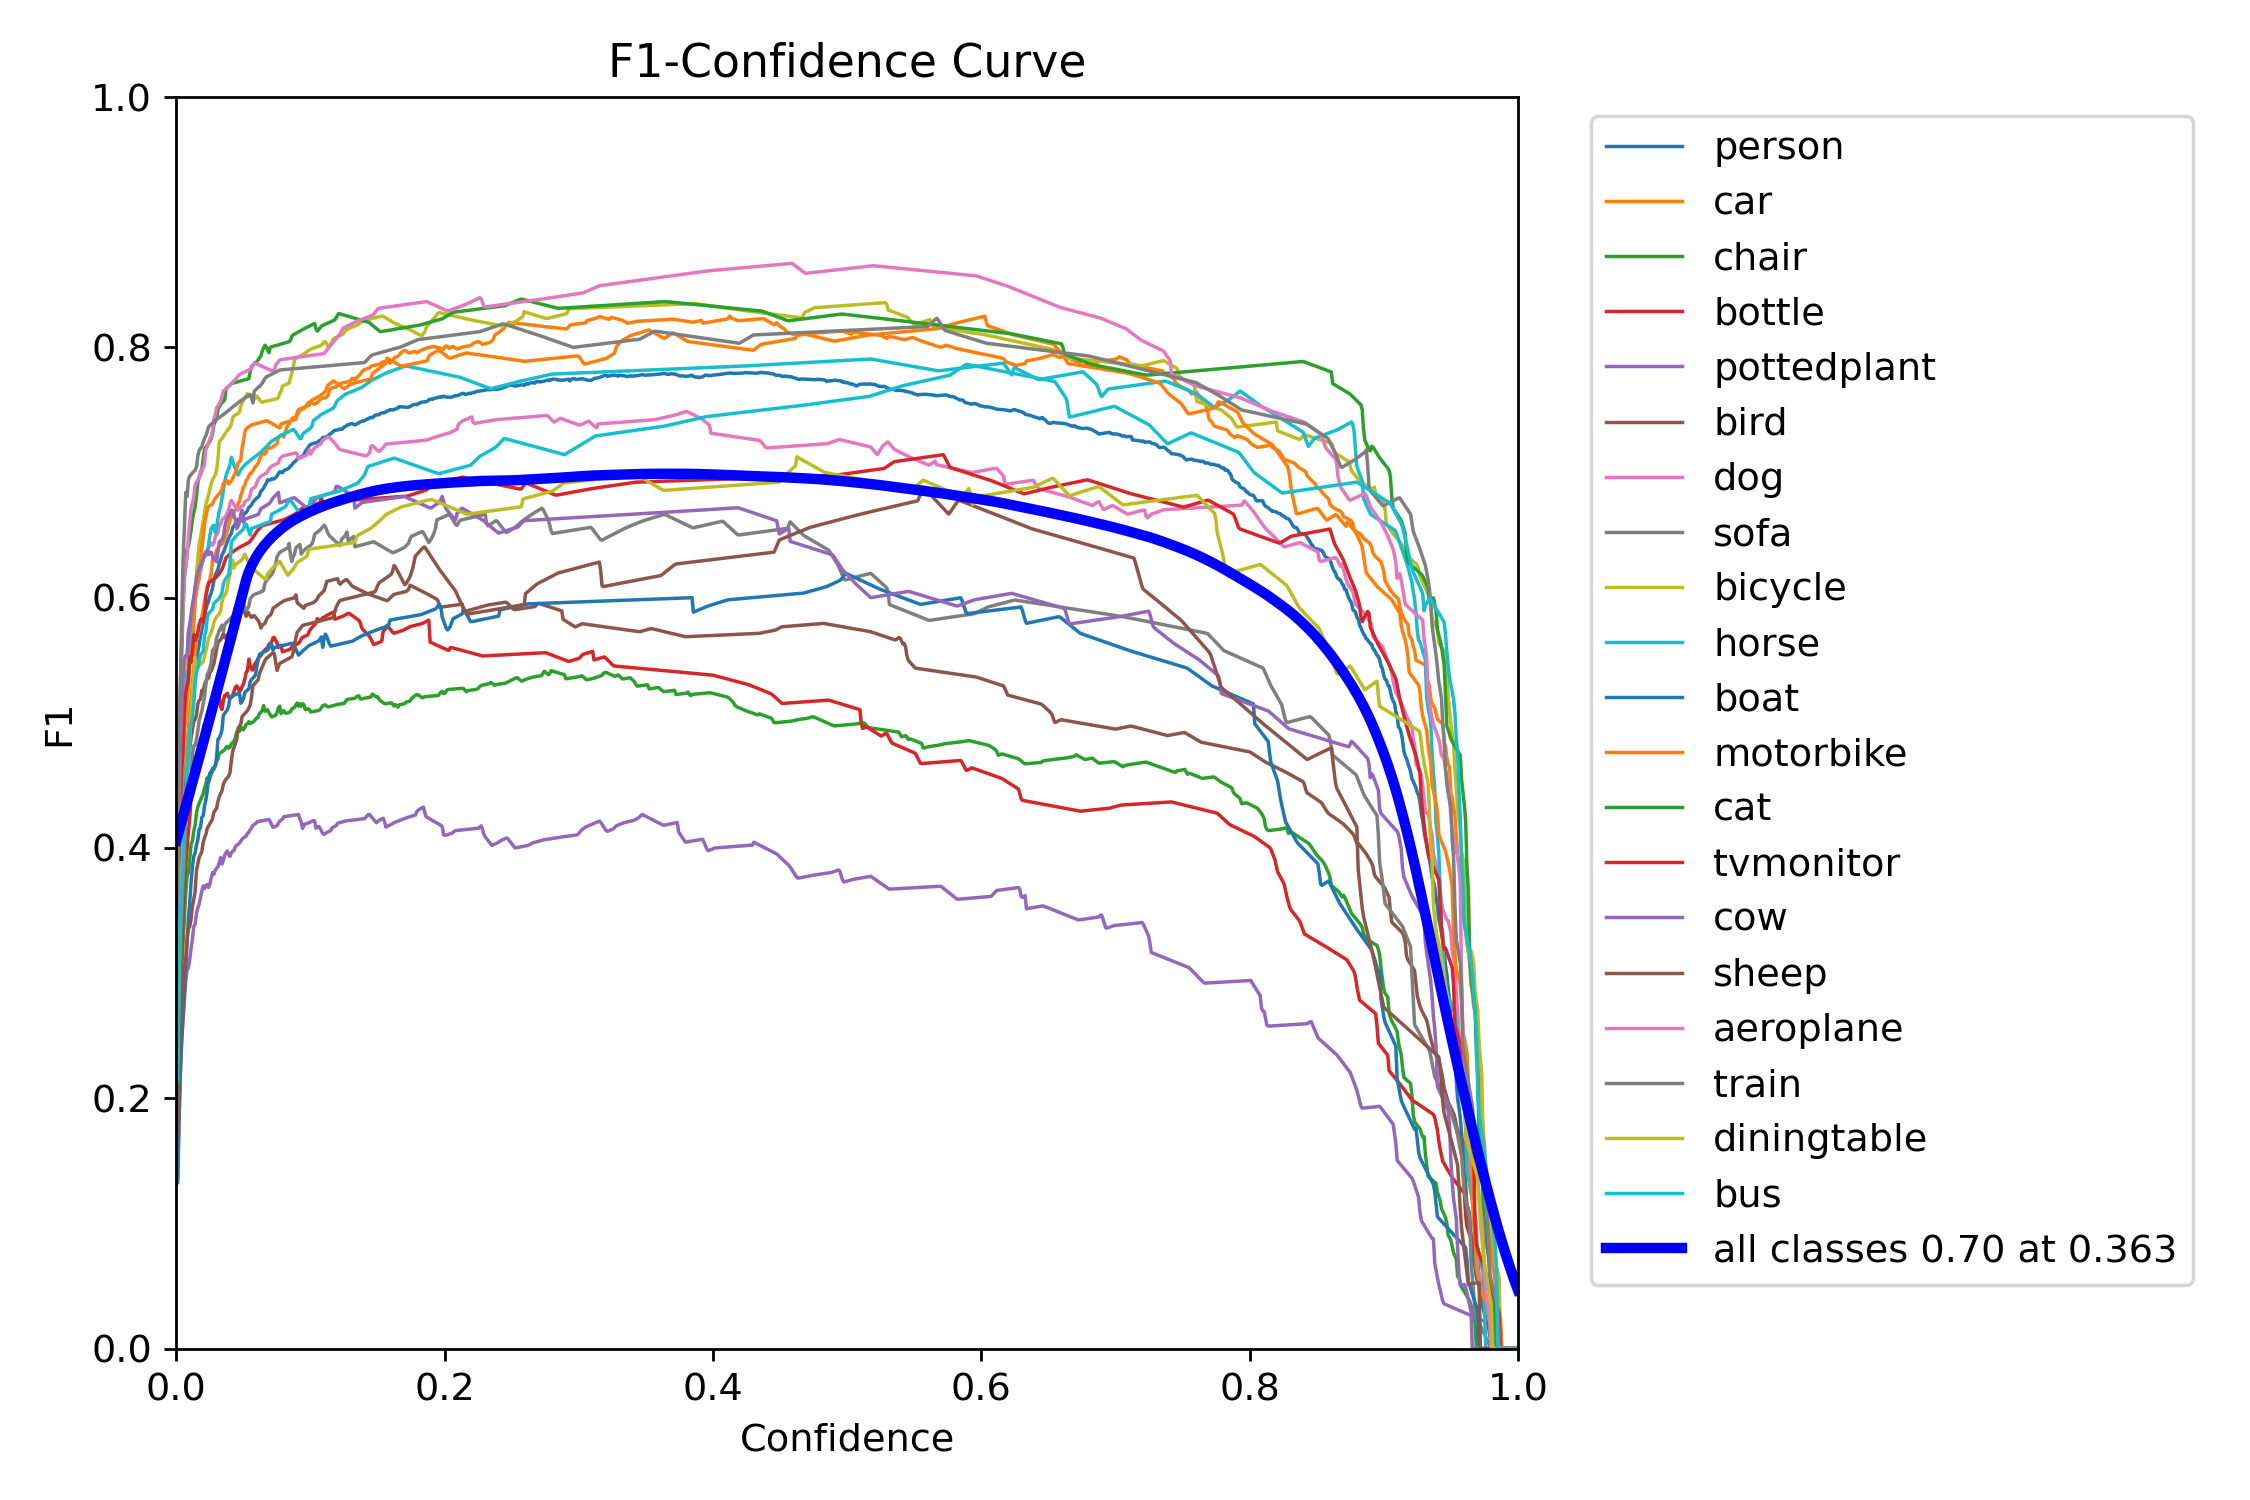 F1-Confidence Curve
1.0
0.8
0.6
0.4
0.2
0.0
F1
0.0 0.2 0.4 0.6 0.8 1.0
Confidence
person
car
chair
bottle
pottedplant
bird
dog
sofa
bicycle
horse
boat
motorbike
cat
tvmonitor
cow
sheep
aeroplane
train
diningtable
bus
all classes 0.70 at 0.363